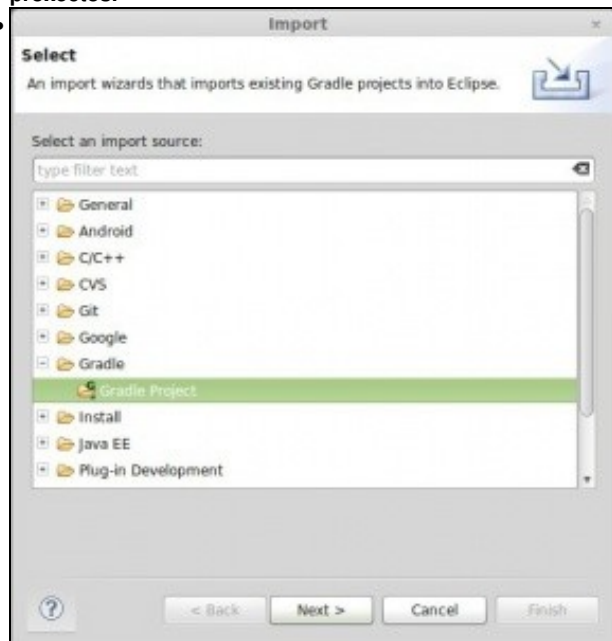 Import
Select
An import wizards that imports existing Gradle projects into Eclipse.
Select an import source:
type filter text
General
Android
C/C++
CVS
Git
Google
Gradle
Gradle Project
Install
Java EE
Plug-in Development
< Back Next > Cancel Finish